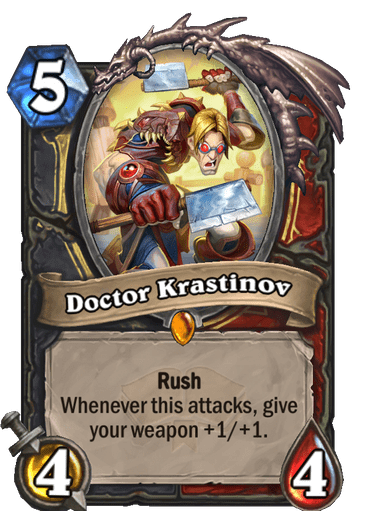 5
Doctor Krastinov
Rush
Whenever this attacks, give
your weapon +1/+1.
4
4